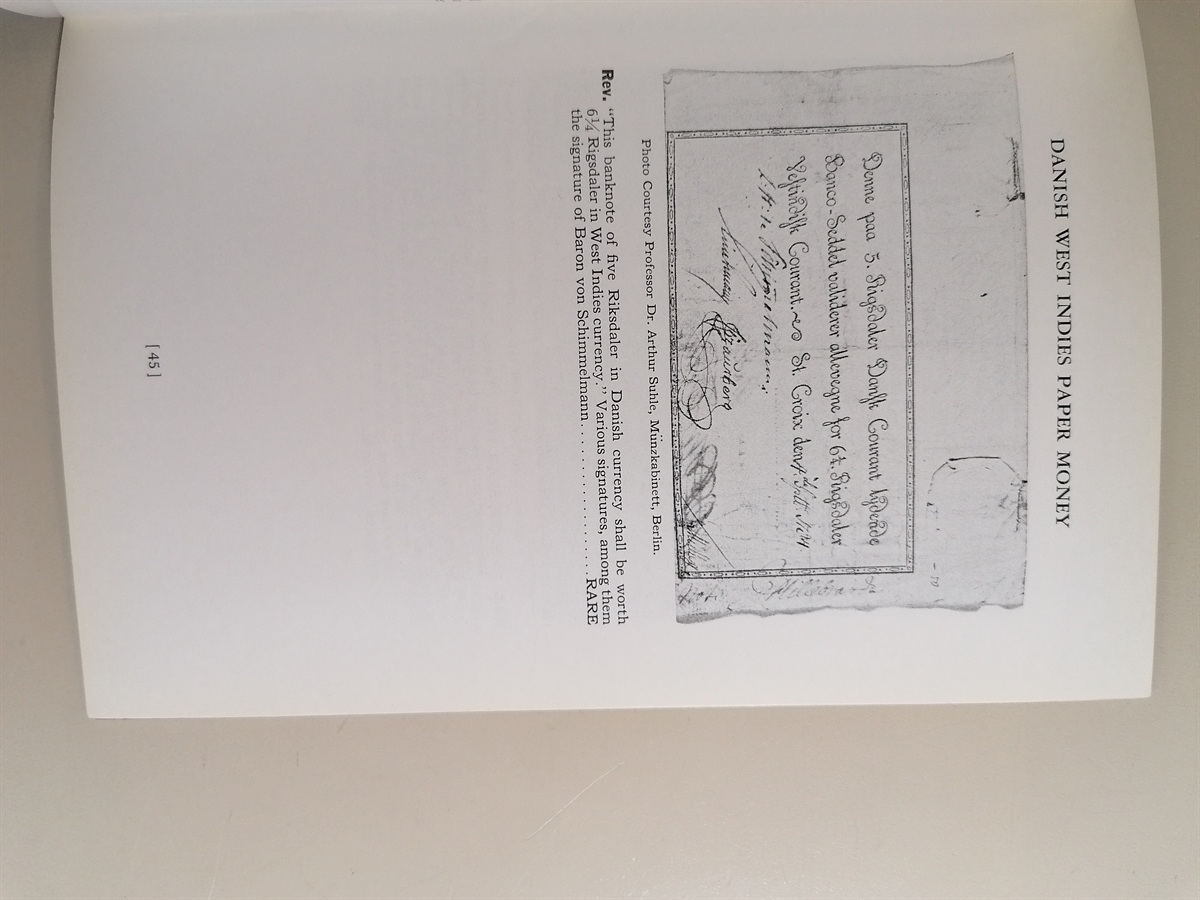 DANISH WEST INDIES PAPER MONEY
Denne paa 5. Rigsdaler Dansk Courant lydende
Banco-Seddel validerer allevegne for 6¼. Rigsdaler
Vestindisk Courant. St. Croix den
Photo Courtesy Professor Dr. Arthur Suhle, Münzkabinett, Berlin.
Rev. “This banknote of five Riksdaler in Danish currency shall be worth
6¼ Rigsdaler in West Indies currency.” Various signatures, among them
the signature of Baron von Schimmelmann. . . . . . . . . . . . . . . . . . . RARE
[ 45 ]